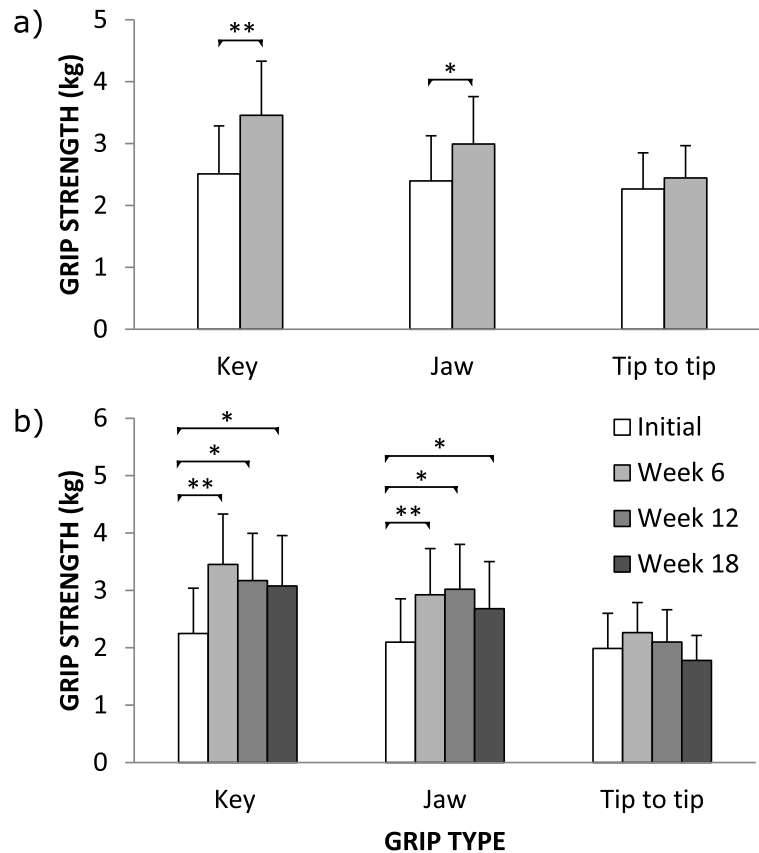 a)
GRIP STRENGTH (kg)
5
4
3
2
1
0
**
*
Key Jaw Tip to tip
b)
GRIP STRENGTH (kg)
6
5
4
3
2
1
0
*
*
**
*
*
**
Initial
Week 6
Week 12
Week 18
Key Jaw Tip to tip
GRIP TYPE